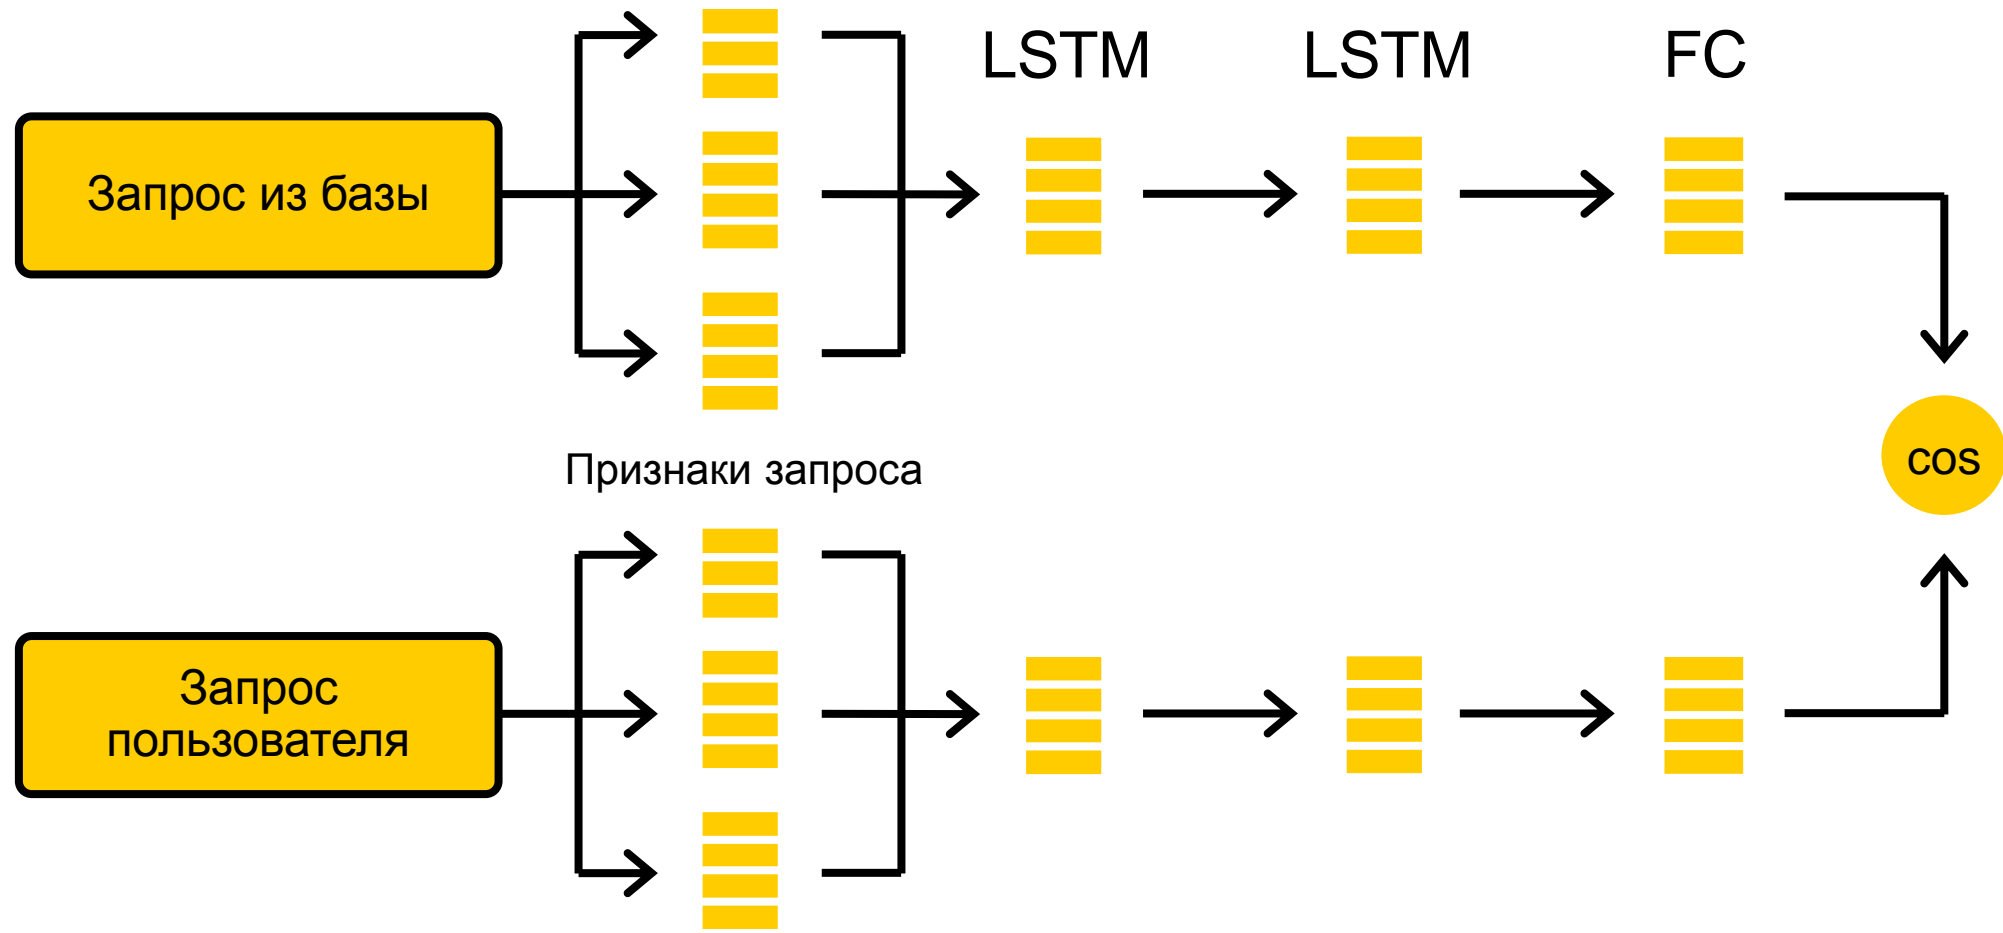 LSTM
LSTM
FC
Запрос из базы
Признаки запроса
cos
Запрос
пользователя